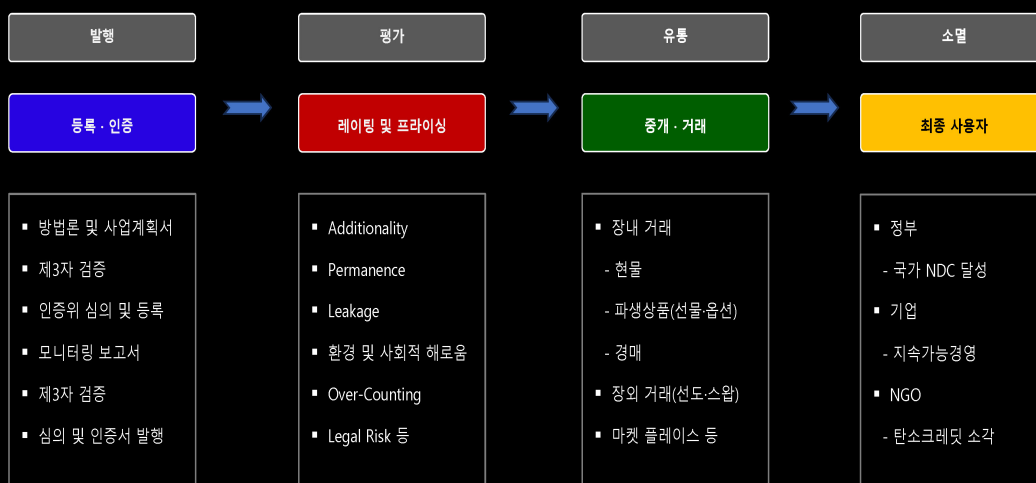 발행
평가
유통
소멸
등록 · 인증
레이팅 및 프라이싱
중개 · 거래
최종 사용자
▪ 방법론 및 사업계획서
▪ 제3자 검증
▪ 인증위 심의 및 등록
▪ 모니터링 보고서
▪ 제3자 검증
▪ 심의 및 인증서 발행
▪ Additionality
▪ Permanence
▪ Leakage
▪ 환경 및 사회적 해로움
▪ Over-Counting
▪ Legal Risk 등
▪ 장내 거래
- 현물
- 파생상품(선물·옵션)
- 경매
▪ 장외 거래(선도·스왑)
▪ 마켓 플레이스 등
▪ 정부
- 국가 NDC 달성
▪ 기업
- 지속가능경영
▪ NGO
- 탄소크레딧 소각